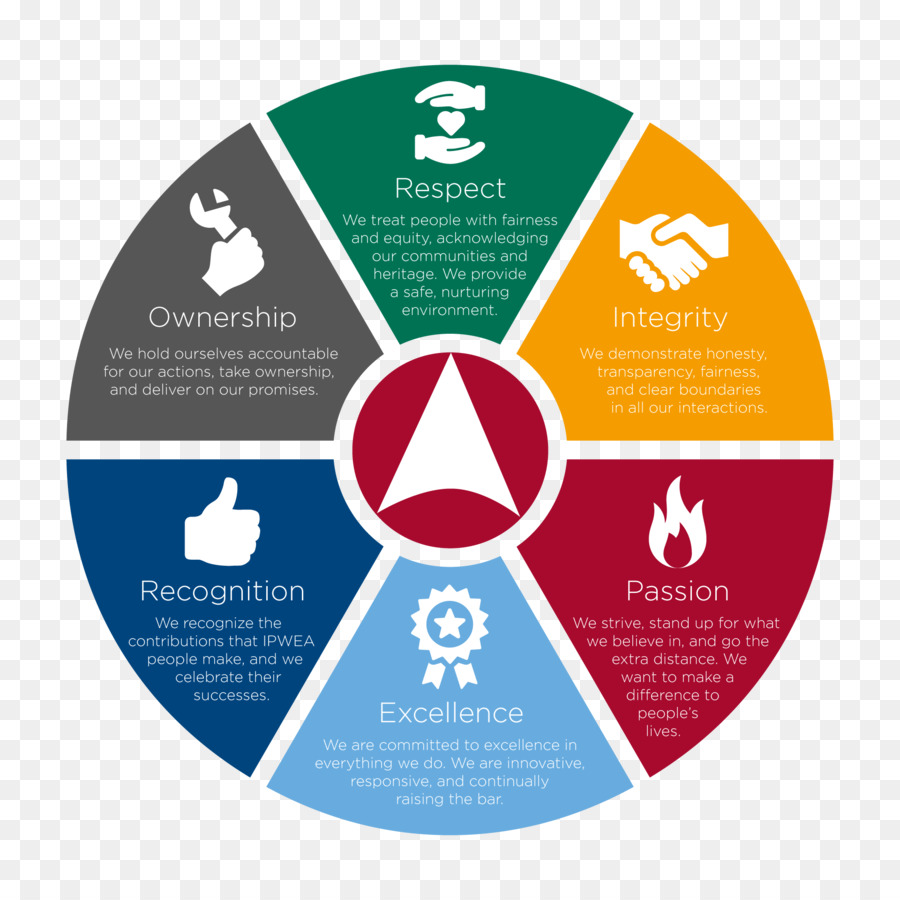 Respect
We treat people with fairness
and equity, acknowledging
our communities and
heritage. We provide
a safe, nurturing
environment.
Integrity
We demonstrate honesty,
transparency, fairness,
and clear boundaries
in all our interactions.
Passion
We strive, stand up for what
we believe in, and go the
extra distance. We
want to make a
difference to
people's
lives.
Excellence
We are committed to excellence in
everything we do. We are innovative,
responsive, and continually
raising the bar.
Recognition
We recognize the
contributions that IPWEA
people make, and we
celebrate their
successes.
Ownership
We hold ourselves accountable
for our actions, take ownership,
and deliver on our promises.